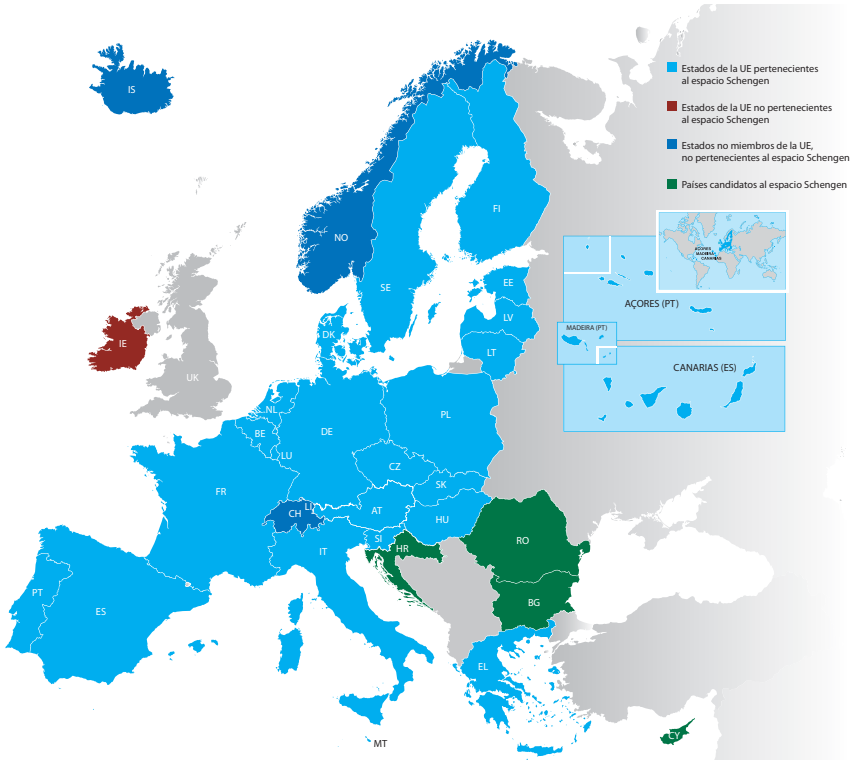 IS
Estados de la UE pertenecientes
al espacio Schengen
Estados de la UE no pertenecientes
al espacio Schengen
Estados no miembros de la UE,
no pertenecientes al espacio Schengen
Países candidatos al espacio Schengen
FI
NO
SE
EE
LV
LT
DK
IE
UK
AÇORES
MADEIRA
CANARIAS
AÇORES (PT)
MADEIRA (PT)
CANARIAS (ES)
NL
BE
LU
DE
PL
CZ
SK
FR
CH
LI
AT
HU
SI
HR
RO
IT
BG
PT
ES
EL
MT
CY